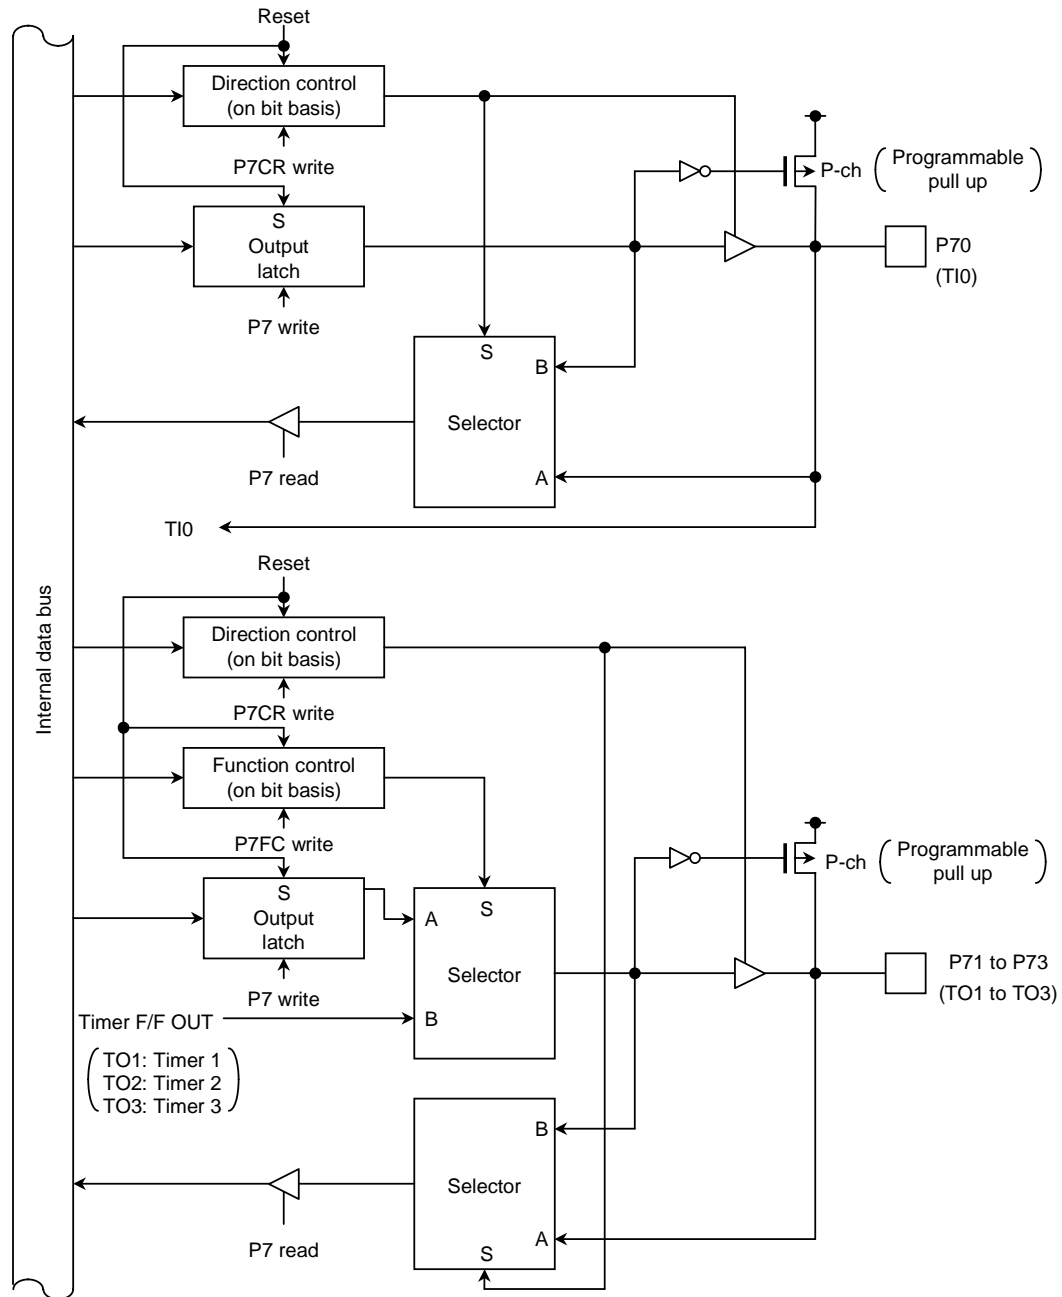 Reset
Direction control
(on bit basis)
P7CR write
P-ch
Programmable
pull up
S
Output
latch
P70
(TI0)
P7 write
S
B
Selector
A
P7 read
TI0
Internal data bus
Reset
Direction control
(on bit basis)
P7CR write
Function control
(on bit basis)
P7FC write
P-ch
Programmable
pull up
S
Output
latch
S
A
Selector
B
P71 to P73
(TO1 to TO3)
P7 write
Timer F/F OUT
TO1: Timer 1
TO2: Timer 2
TO3: Timer 3
B
Selector
A
S
P7 read